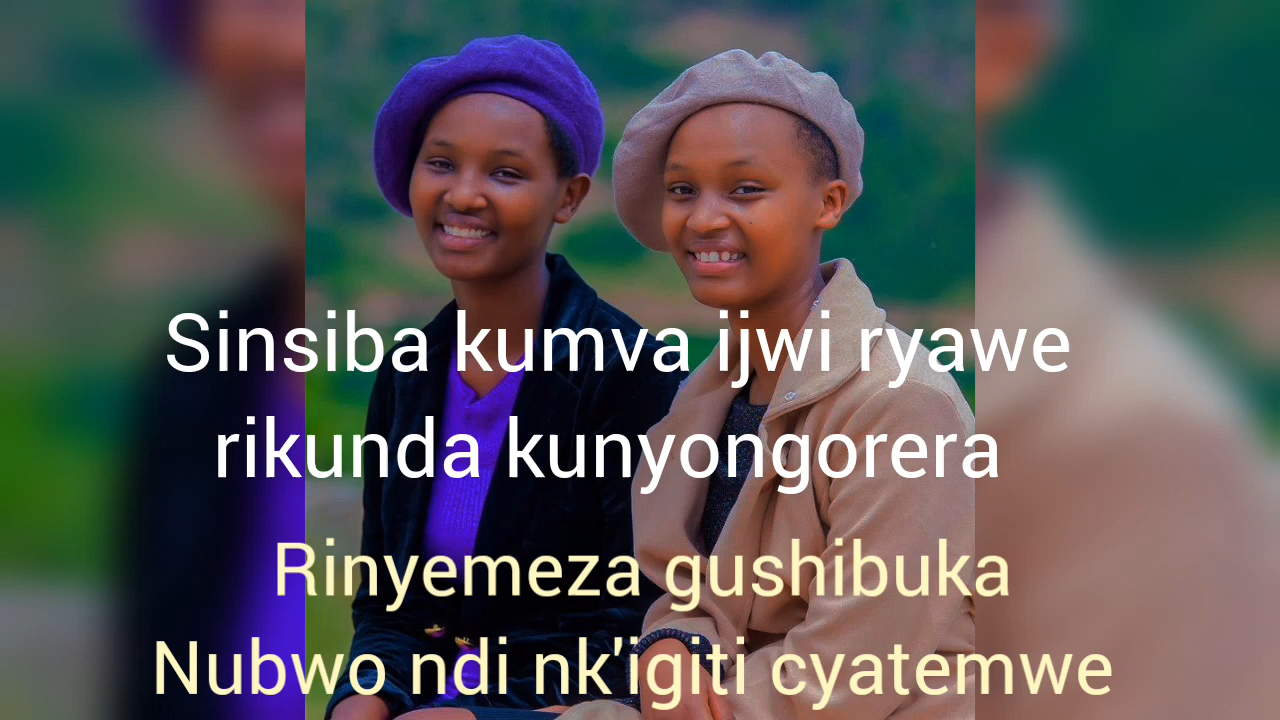 Sinsiba kumva ijwi ryawe
rikunda kunyongorera
Rinyemeza gushibuka
Nubwo ndi nk'igiti cyatemwe